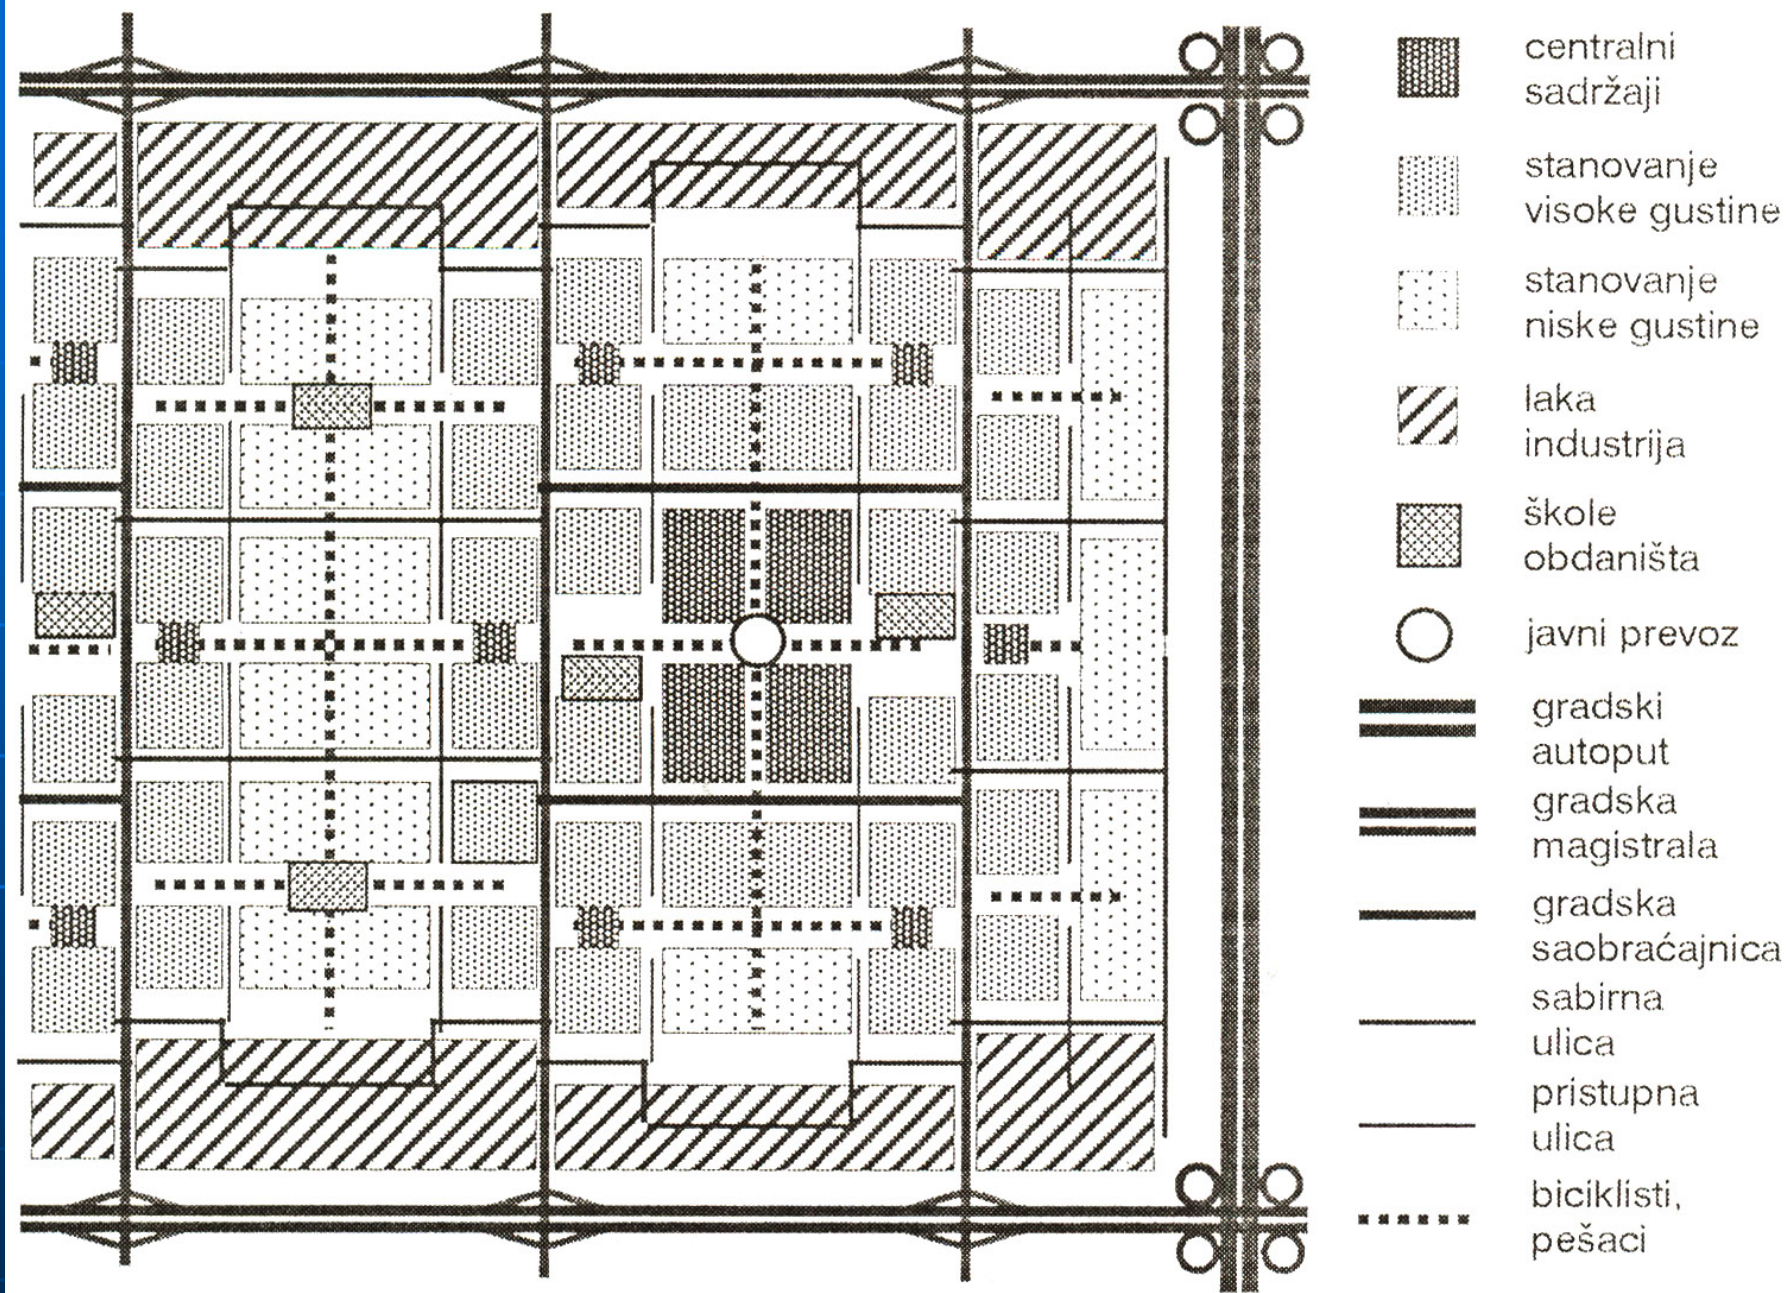 centralni
sadržaji
stanovanje
visoke gustine
stanovanje
niske gustine
laka
industrija
škole
obdaništa
javni prevoz
gradski
autoput
gradska
magistrala
gradska
saobraćajnica
sabirna
ulica
pristupna
ulica
biciklisti,
pešaci